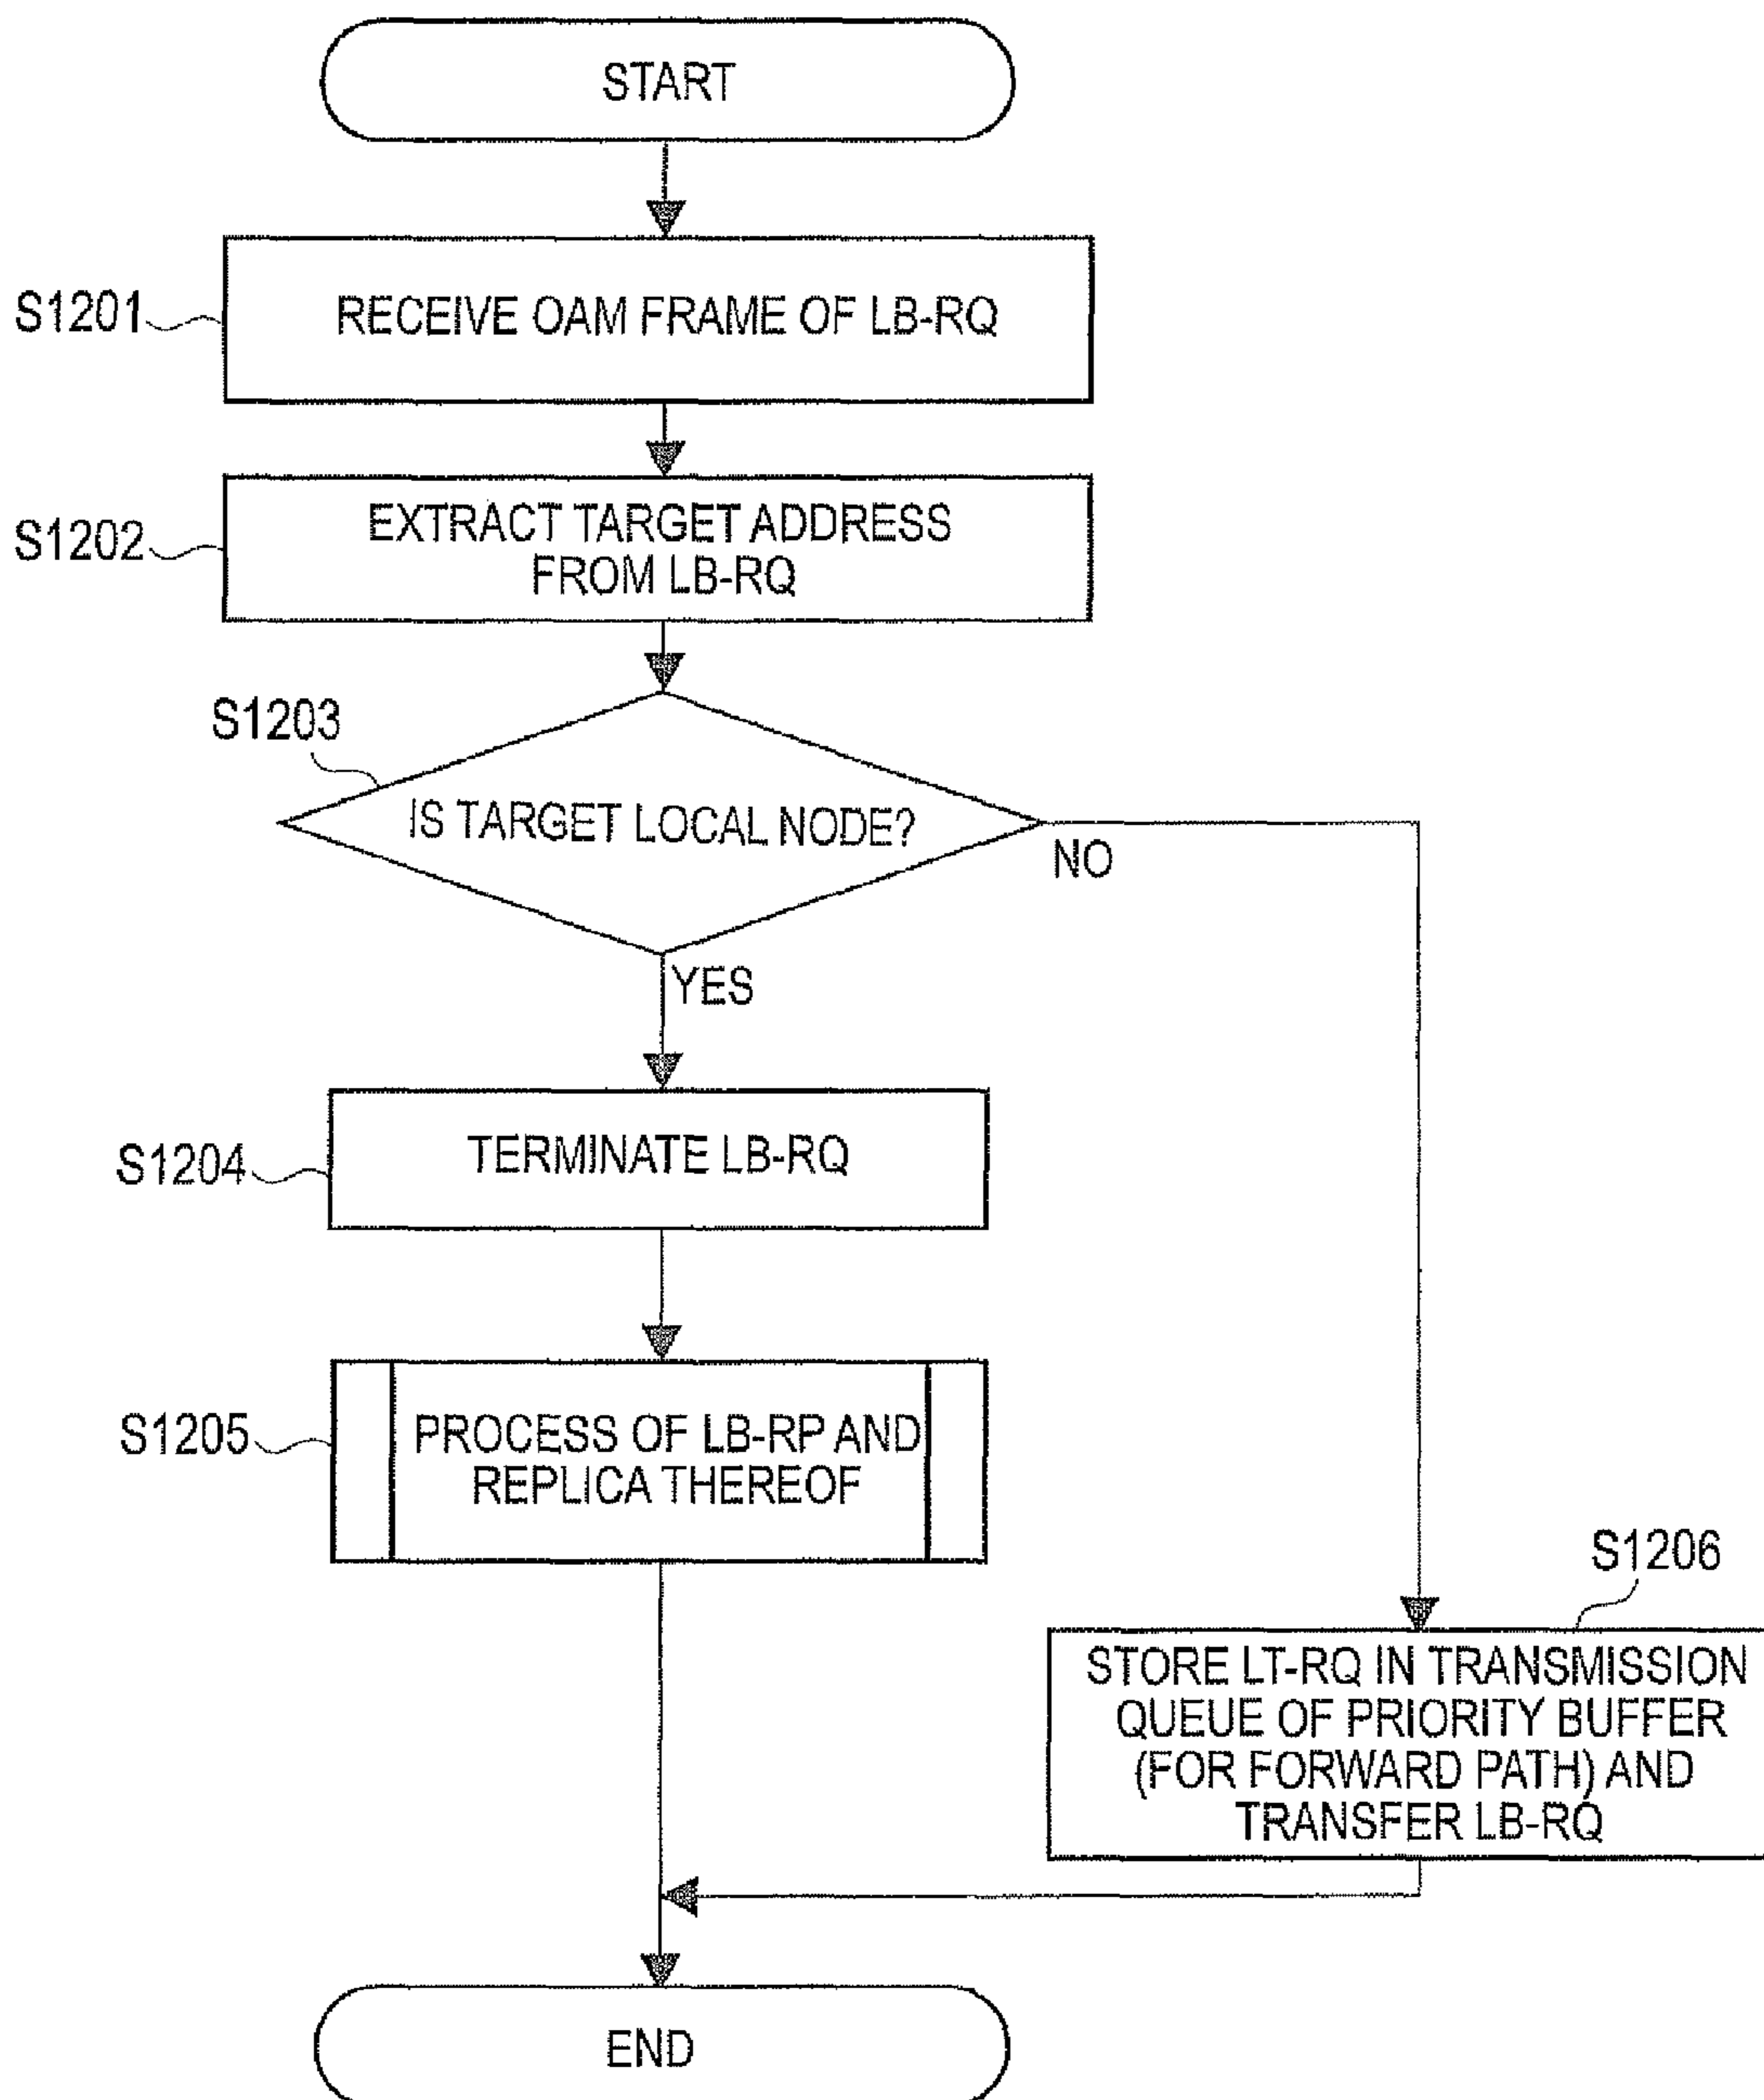 START
S1201
RECEIVE OAM FRAME OF LB-RQ
S1202
EXTRACT TARGET ADDRESS
FROM LB-RQ
S1203
IS TARGET LOCAL NODE?
NO
YES
S1204
TERMINATE LB-RQ
S1205
PROCESS OF LB-RP AND
REPLICA THEREOF
S1206
STORE LT-RQ IN TRANSMISSION
QUEUE OF PRIORITY BUFFER
(FOR FORWARD PATH) AND
TRANSFER LB-RQ
END